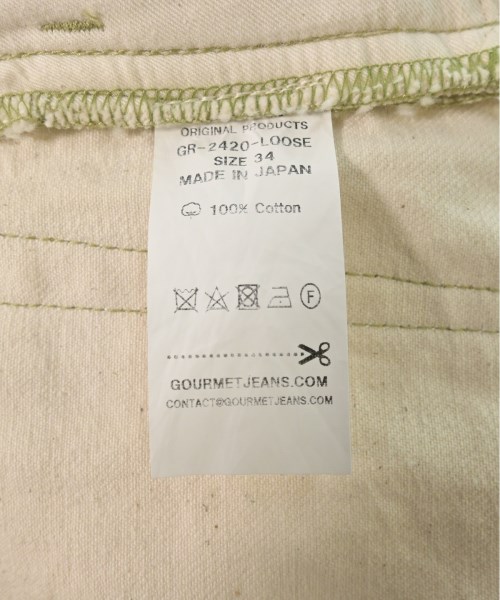 ORIGINAL PRODUCTS
GR-2420-LOOSE
SIZE 34
MADE IN JAPAN
100% Cotton
F
GOURMETJEANS.COM
CONTACT@GOURMETJEANS.COM